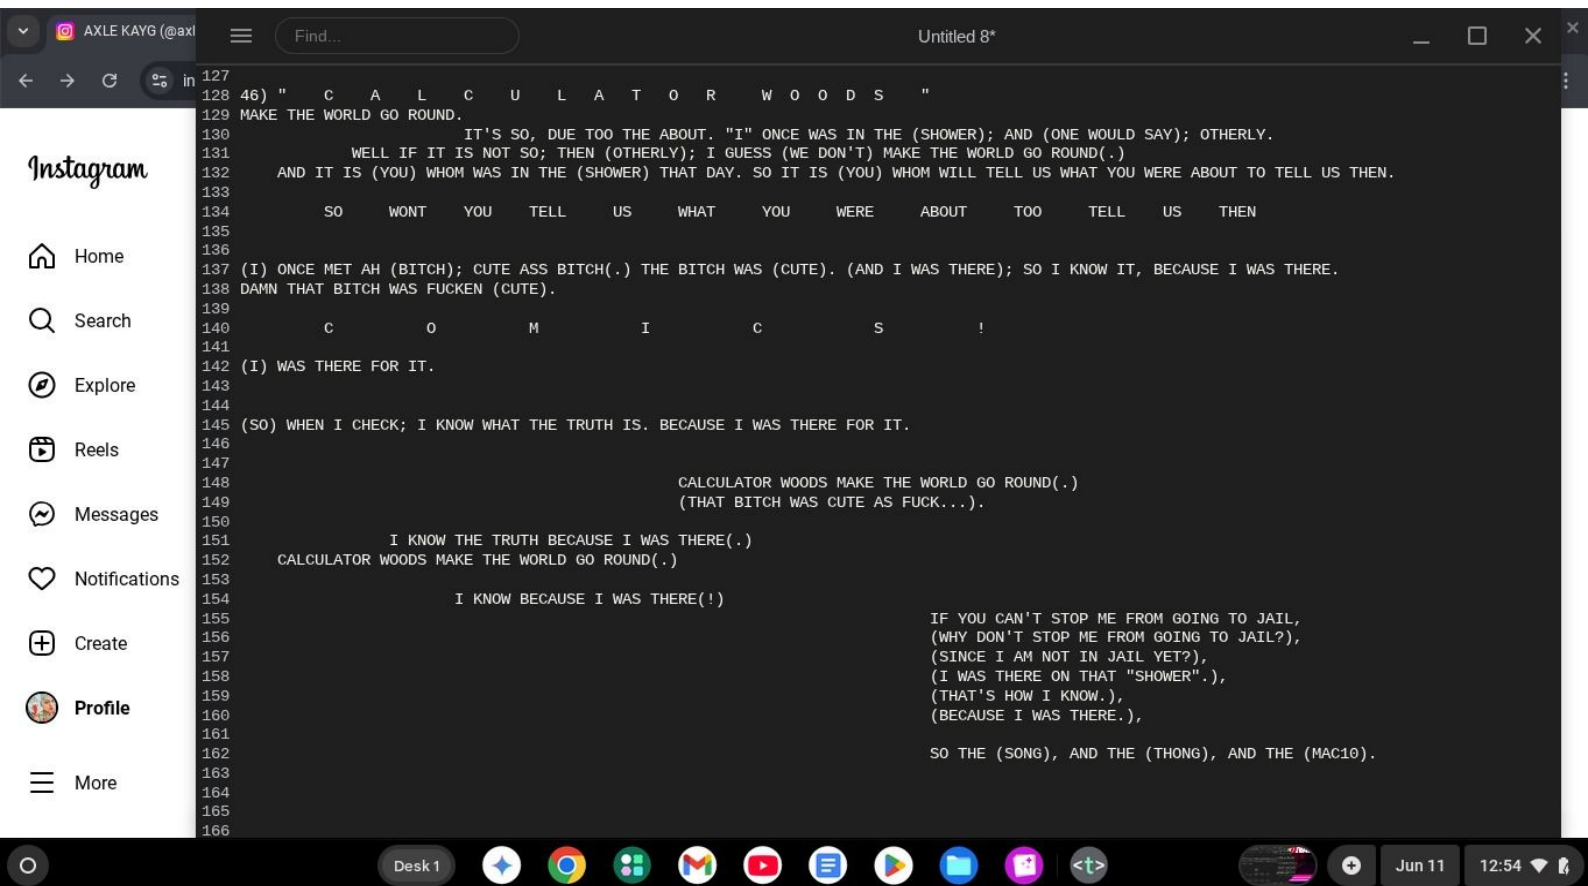 AXLE KAYG (@axl
Find...
Untitled 8*
in
Instagram
Home
Search
Explore
Reels
Messages
Notifications
Create
Profile
More
127
128 46) " C A L C U L A T O R W O O D S "
129 MAKE THE WORLD GO ROUND.
130 IT'S SO, DUE TOO THE ABOUT. "I" ONCE WAS IN THE (SHOWER); AND (ONE WOULD SAY); OTHERLY.
131 WELL IF IT IS NOT SO; THEN (OTHERLY); I GUESS (WE DON'T) MAKE THE WORLD GO ROUND(.)
132 AND IT IS (YOU) WHOM WAS IN THE (SHOWER) THAT DAY. SO IT IS (YOU) WHOM WILL TELL US WHAT YOU WERE ABOUT TO TELL US THEN.
133
134 SO WONT YOU TELL US WHAT YOU WERE ABOUT TOO TELL US THEN
135
136
137 (I) ONCE MET AH (BITCH); CUTE ASS BITCH(.) THE BITCH WAS (CUTE). (AND I WAS THERE); SO I KNOW IT, BECAUSE I WAS THERE.
138 DAMN THAT BITCH WAS FUCKEN (CUTE).
139
140 C O M I C S !
141
142 (I) WAS THERE FOR IT.
143
144
145 (SO) WHEN I CHECK; I KNOW WHAT THE TRUTH IS. BECAUSE I WAS THERE FOR IT.
146
147
148 CALCULATOR WOODS MAKE THE WORLD GO ROUND(.)
149 (THAT BITCH WAS CUTE AS FUCK...).
150
151 I KNOW THE TRUTH BECAUSE I WAS THERE(.)
152 CALCULATOR WOODS MAKE THE WORLD GO ROUND(.)
153
154 I KNOW BECAUSE I WAS THERE(!)
155 IF YOU CAN'T STOP ME FROM GOING TO JAIL,
156 (WHY DON'T STOP ME FROM GOING TO JAIL?),
157 (SINCE I AM NOT IN JAIL YET?),
158 (I WAS THERE ON THAT "SHOWER".),
159 (THAT'S HOW I KNOW.),
160 (BECAUSE I WAS THERE.),
161
162 SO THE (SONG), AND THE (THONG), AND THE (MAC10).
163
164
165
166
Desk 1
<t>
Jun 11
12:54